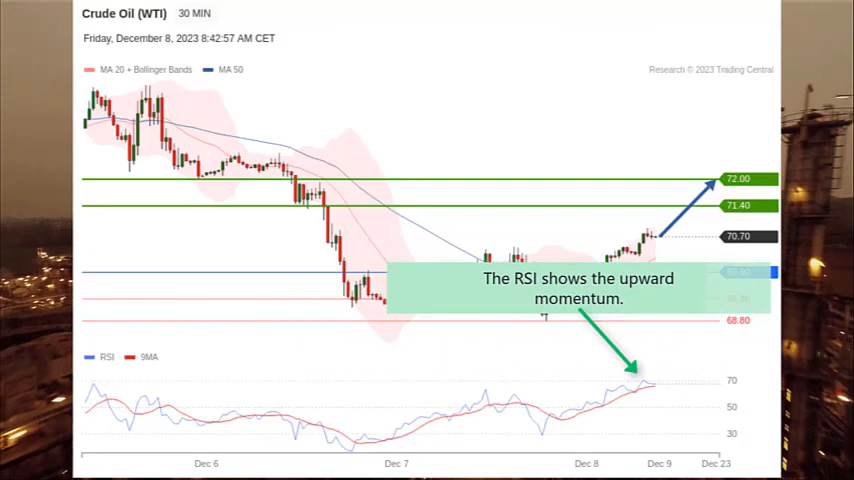 Crude Oil (WTI) 30 MIN
Friday, December 8, 2023 8:42:57 AM CET
MA 20 + Bollinger Bands MA 50
Research © 2023 Trading Central
72.00
71.40
70.70
The RSI shows the upward
momentum.
68.80
RSI 9MA
70
50
30
Dec 6 Dec 7 Dec 8 Dec 9 Dec 23